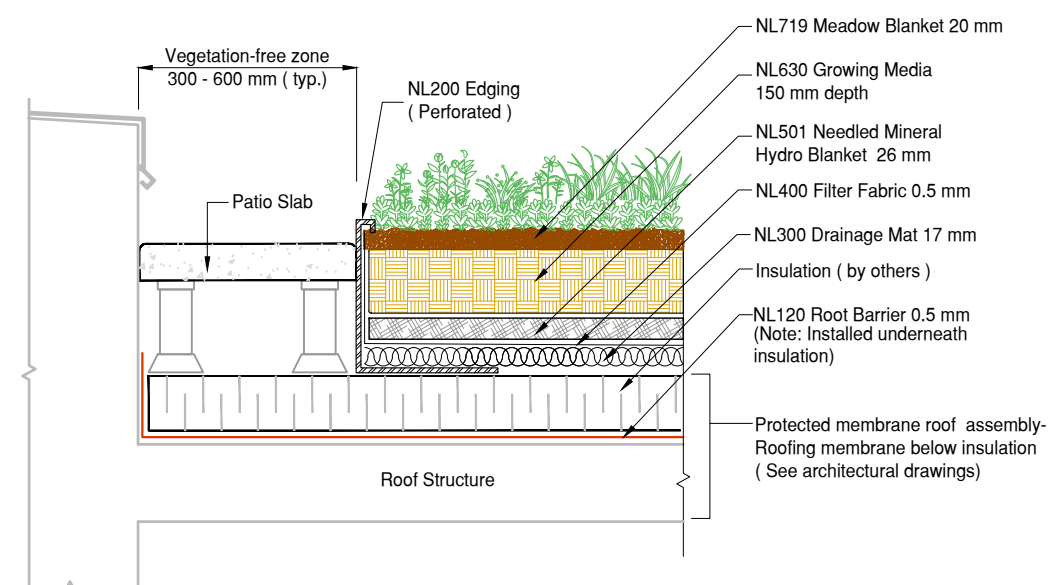 Vegetation-free zone
300 - 600 mm ( typ.)
NL200 Edging
( Perforated )
Patio Slab
NL719 Meadow Blanket 20 mm
NL630 Growing Media
150 mm depth
NL501 Needled Mineral
Hydro Blanket 26 mm
NL400 Filter Fabric 0.5 mm
NL300 Drainage Mat 17 mm
Insulation ( by others )
NL120 Root Barrier 0.5 mm
(Note: Installed underneath
insulation)
Protected membrane roof assembly-
Roofing membrane below insulation
( See architectural drawings)
Roof Structure